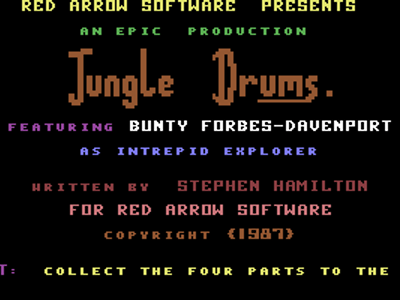 RED ARROW SOFTWARE PRESENTS
AN EPIC PRODUCTION
Jungle Drums.
FEATURING BUNTY FORBES-DAVENPORT
AS INTREPID EXPLORER
WRITTEN BY STEPHEN HAMILTON
FOR RED ARROW SOFTWARE
COPYRIGHT {1987}
T: COLLECT THE FOUR PARTS TO THE